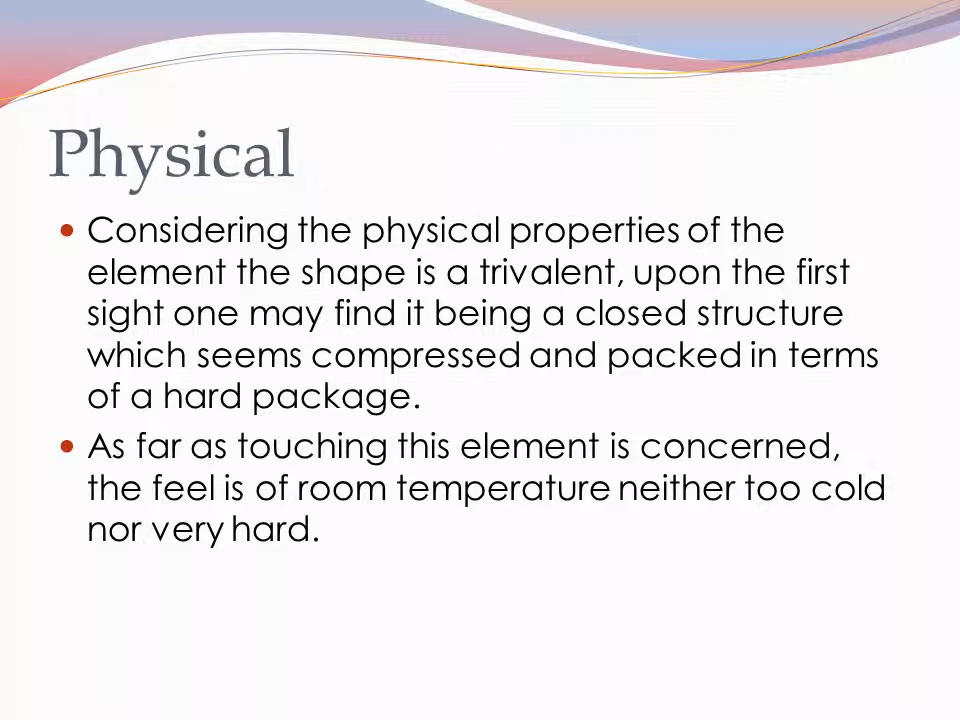 Physical
Considering the physical properties of the
element the shape is a trivalent, upon the first
sight one may find it being a closed structure
which seems compressed and packed in terms
of a hard package.
As far as touching this element is concerned,
the feel is of room temperature neither too cold
nor very hard.